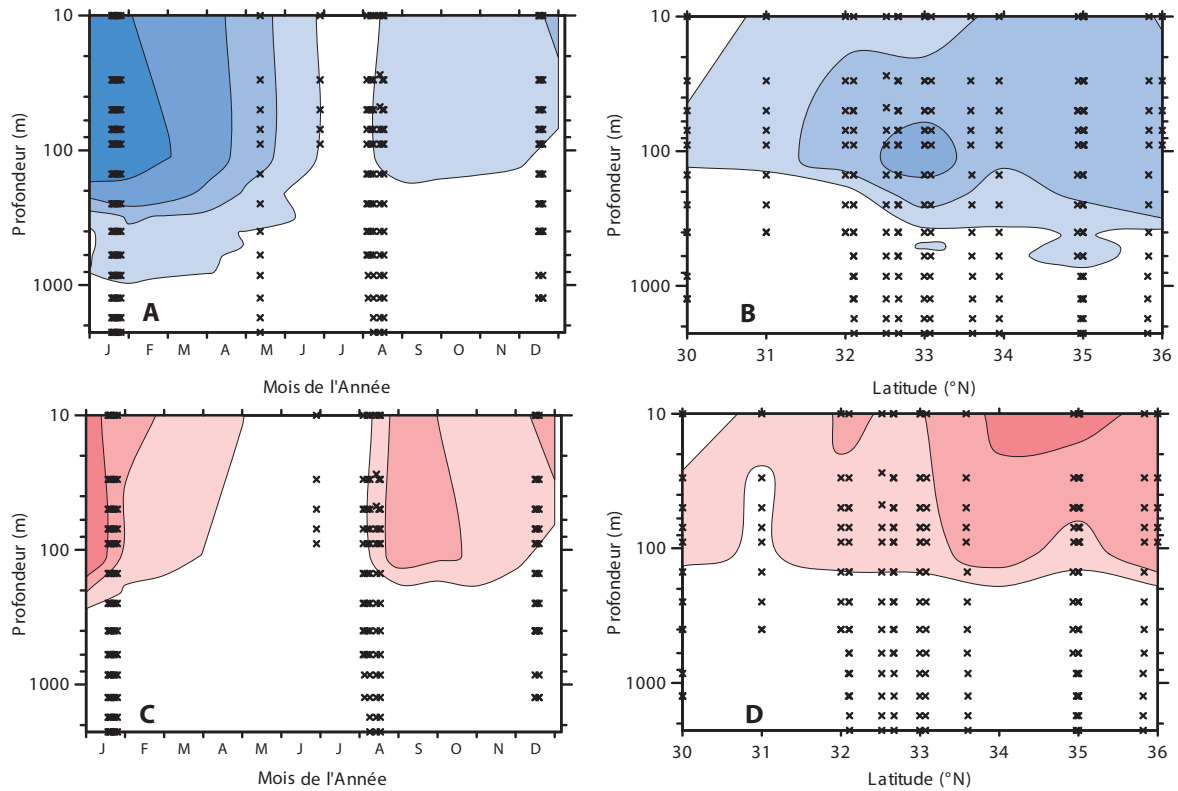 10
100
1000
Profondeur (m)
A
J F M A M J J A S O N D
Mois de l'Année
10
100
1000
Profondeur (m)
B
30 31 32 33 34 35 36
Latitude (°N)
10
100
1000
Profondeur (m)
C
J F M A M J J A S O N D
Mois de l'Année
10
100
1000
Profondeur (m)
D
30 31 32 33 34 35 36
Latitude (°N)